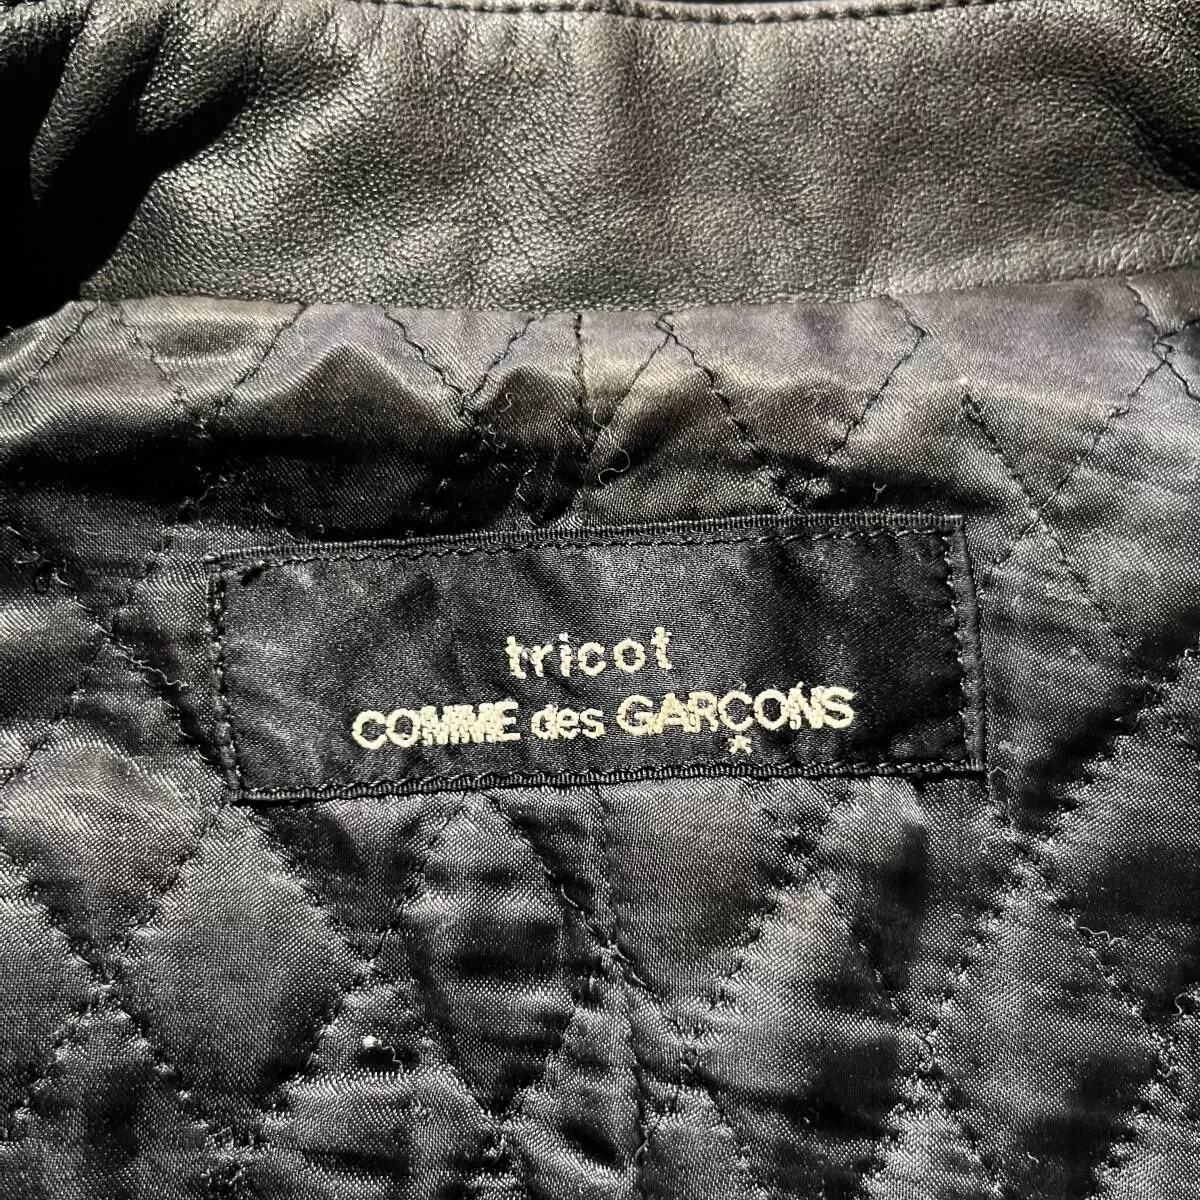 tricot
COMME des GARÇONS
*